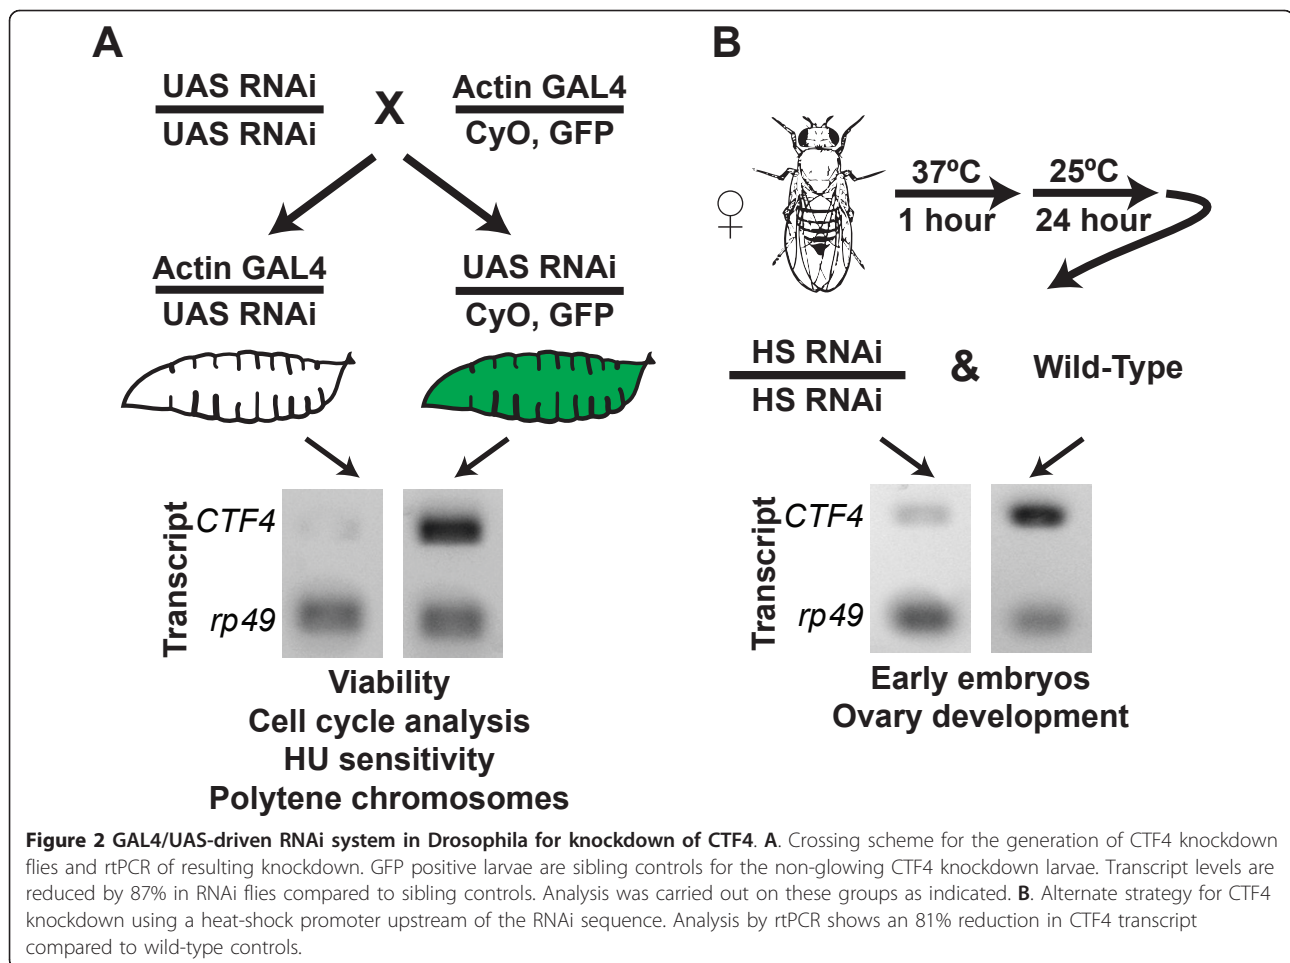 A
UAS RNAi
UAS RNAi
X
Actin GAL4
CyO, GFP
Actin GAL4
UAS RNAi
UAS RNAi
CyO, GFP
Transcript
CTF4
rp49
Viability
Cell cycle analysis
HU sensitivity
Polytene chromosomes
B
♀
37ºC
1 hour
25ºC
24 hour
HS RNAi
HS RNAi
&
Wild-Type
Transcript
CTF4
rp49
Early embryos
Ovary development
Figure 2 GAL4/UAS-driven RNAi system in Drosophila for knockdown of CTF4. A. Crossing scheme for the generation of CTF4 knockdown
flies and rtPCR of resulting knockdown. GFP positive larvae are sibling controls for the non-glowing CTF4 knockdown larvae. Transcript levels are
reduced by 87% in RNAi flies compared to sibling controls. Analysis was carried out on these groups as indicated. B. Alternate strategy for CTF4
knockdown using a heat-shock promoter upstream of the RNAi sequence. Analysis by rtPCR shows an 81% reduction in CTF4 transcript
compared to wild-type controls.